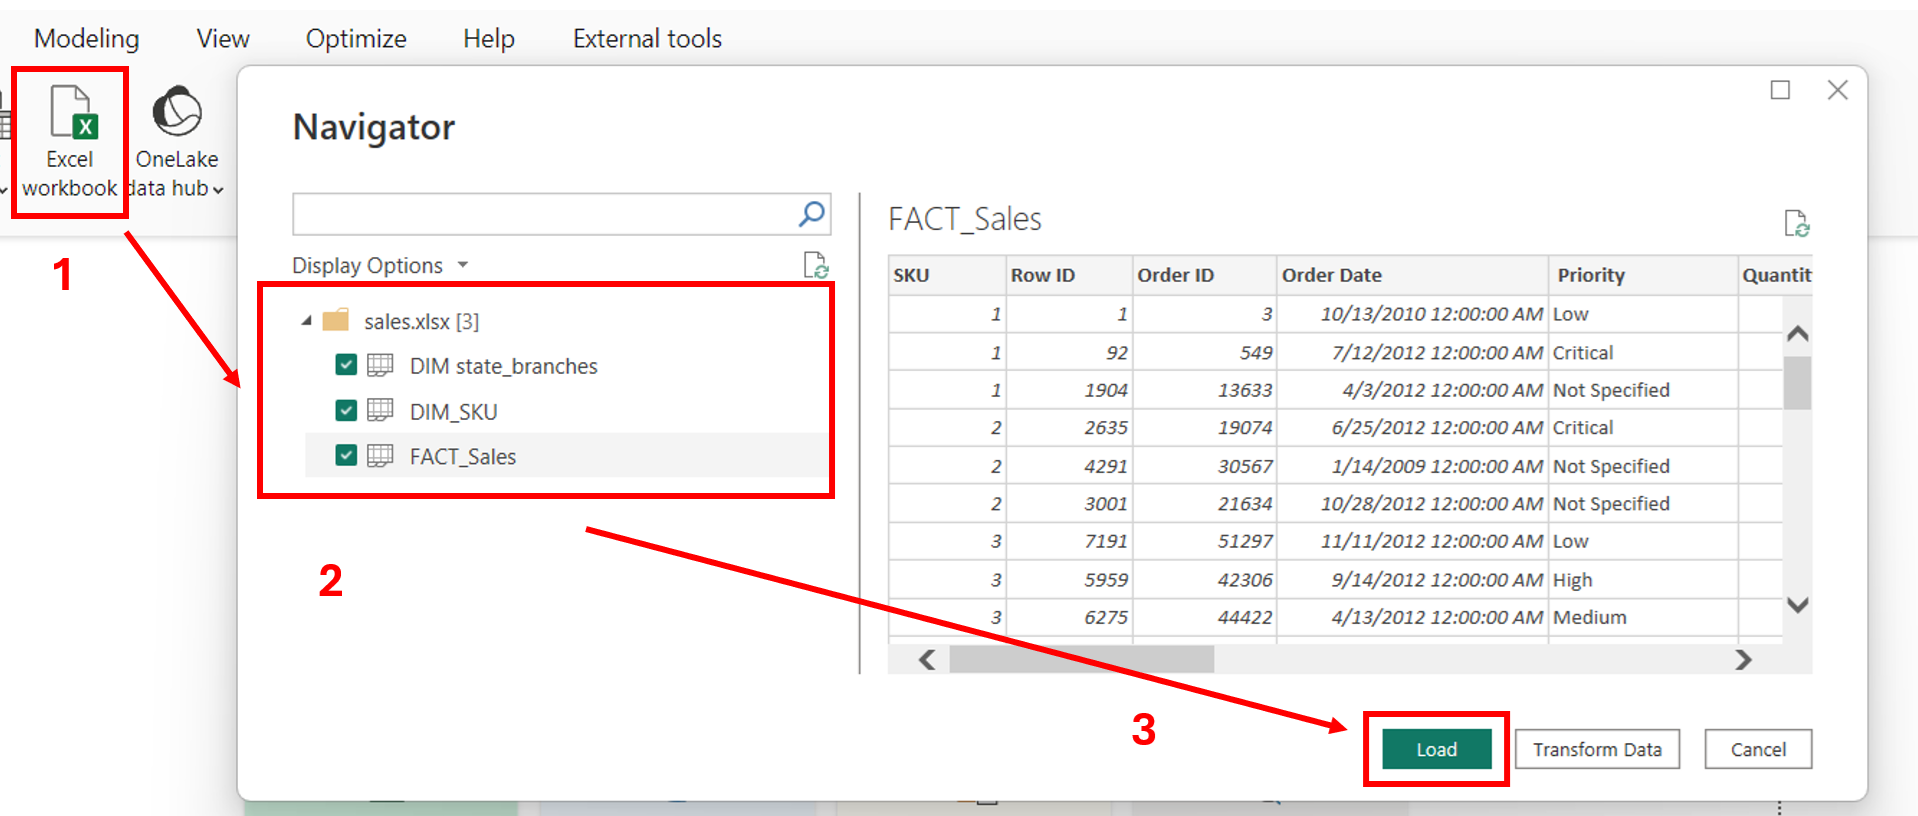 Modeling View Optimize Help External tools
Excel
workbook
OneLake
data hub
1
Navigator
Display Options
sales.xlsx [3]
DIM state_branches
DIM_SKU
FACT_Sales
2
FACT_Sales
SKU Row ID Order ID Order Date Priority Quantit
1 1 3 10/13/2010 12:00:00 AM Low
1 92 549 7/12/2012 12:00:00 AM Critical
1 1904 13633 4/3/2012 12:00:00 AM Not Specified
2 2635 19074 6/25/2012 12:00:00 AM Critical
2 4291 30567 1/14/2009 12:00:00 AM Not Specified
2 3001 21634 10/28/2012 12:00:00 AM Not Specified
3 7191 51297 11/11/2012 12:00:00 AM Low
3 5959 42306 9/14/2012 12:00:00 AM High
3 6275 44422 4/13/2012 12:00:00 AM Medium
3
Load Transform Data Cancel